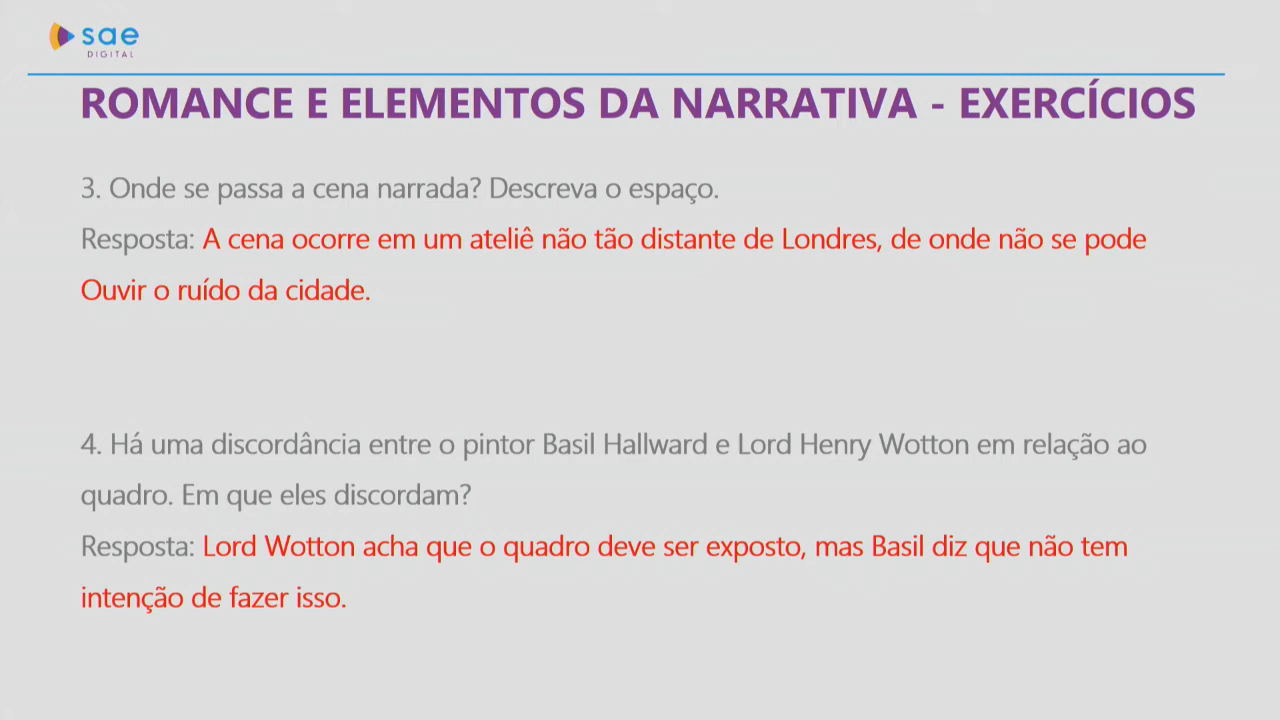 sae
DIGITAL
ROMANCE E ELEMENTOS DA NARRATIVA - EXERCÍCIOS
3. Onde se passa a cena narrada? Descreva o espaço.
Resposta: A cena ocorre em um ateliê não tão distante de Londres, de onde não se pode
Ouvir o ruído da cidade.
4. Há uma discordância entre o pintor Basil Hallward e Lord Henry Wotton em relação ao
quadro. Em que eles discordam?
Resposta: Lord Wotton acha que o quadro deve ser exposto, mas Basil diz que não tem
intenção de fazer isso.